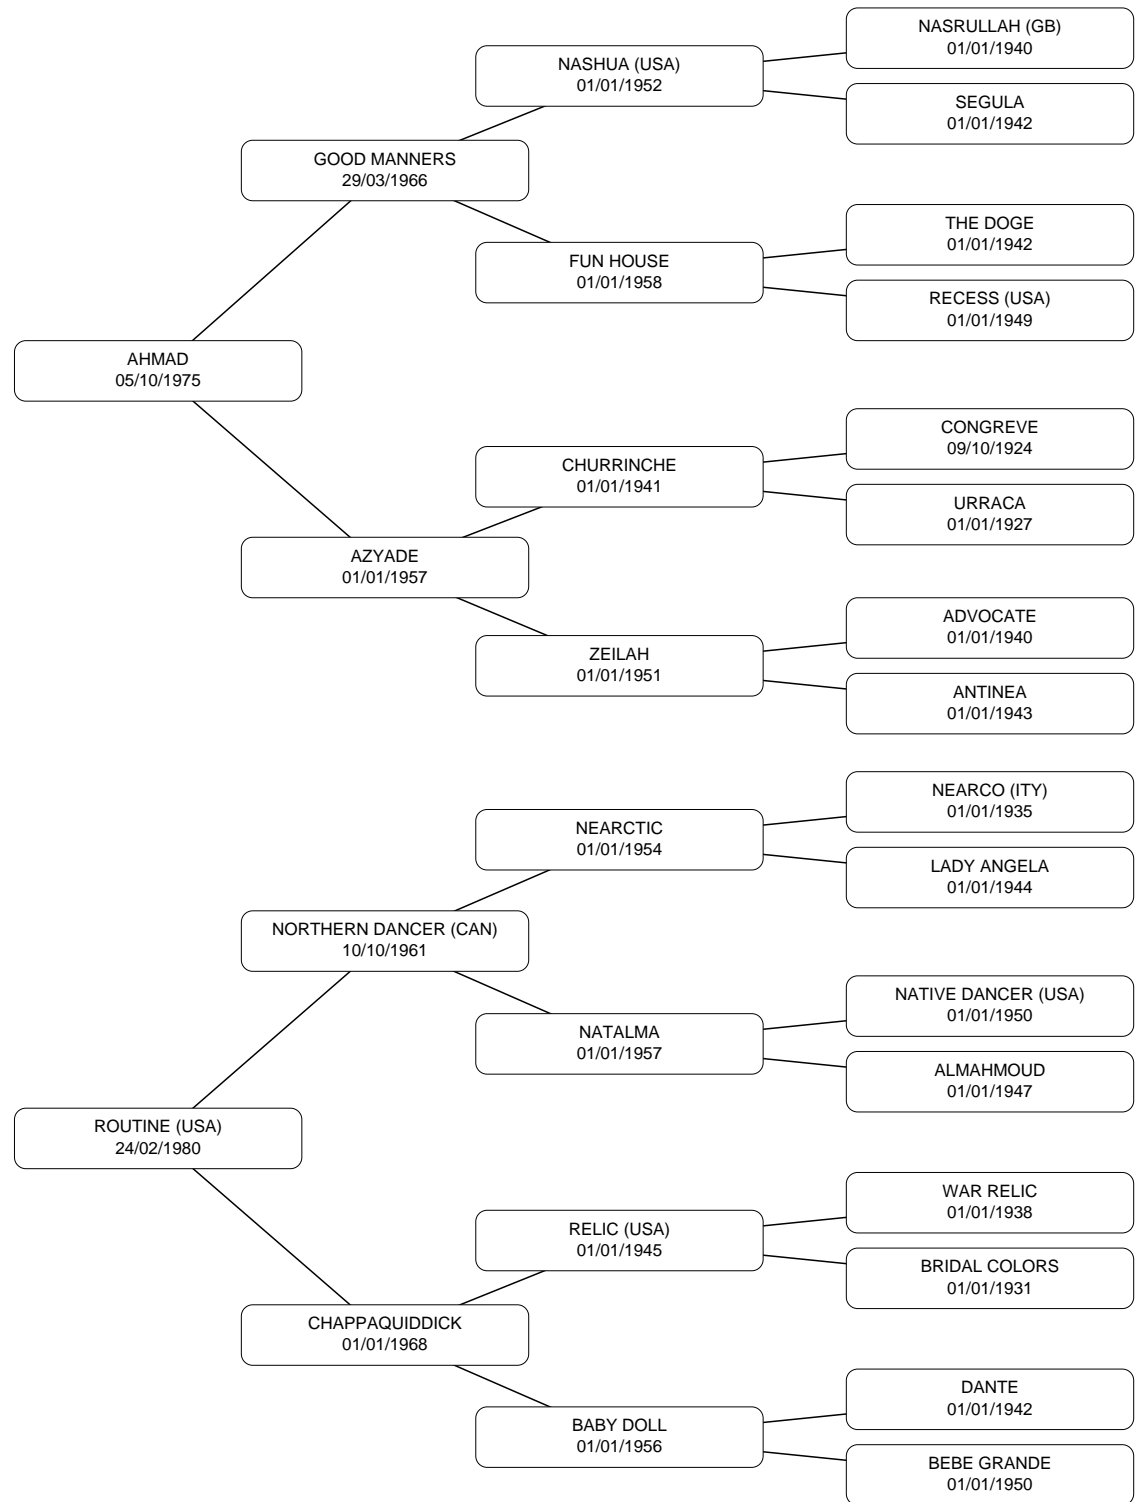 NASRULLAH (GB)
01/01/1940
NASHUA (USA)
01/01/1952
SEGULA
01/01/1942
GOOD MANNERS
29/03/1966
THE DOGE
01/01/1942
FUN HOUSE
01/01/1958
RECESS (USA)
01/01/1949
AHMAD
05/10/1975
CONGREVE
09/10/1924
CHURRINCHE
01/01/1941
URRACA
01/01/1927
AZYADE
01/01/1957
ADVOCATE
01/01/1940
ZEILAH
01/01/1951
ANTINEA
01/01/1943
NEARCO (ITY)
01/01/1935
NEARCTIC
01/01/1954
LADY ANGELA
01/01/1944
NORTHERN DANCER (CAN)
10/10/1961
NATIVE DANCER (USA)
01/01/1950
NATALMA
01/01/1957
ALMAHMOUD
01/01/1947
ROUTINE (USA)
24/02/1980
WAR RELIC
01/01/1938
RELIC (USA)
01/01/1945
BRIDAL COLORS
01/01/1931
CHAPPAQUIDDICK
01/01/1968
DANTE
01/01/1942
BABY DOLL
01/01/1956
BEBE GRANDE
01/01/1950